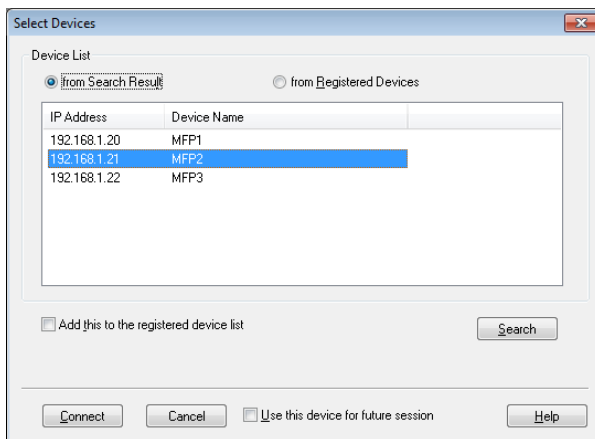 Select Devices
Device List
from Search Result
from Registered Devices
IP Address Device Name
192.168.1.20 MFP1
192.168.1.21 MFP2
192.168.1.22 MFP3
Add this to the registered device list
Search
Connect Cancel Use this device for future session Help